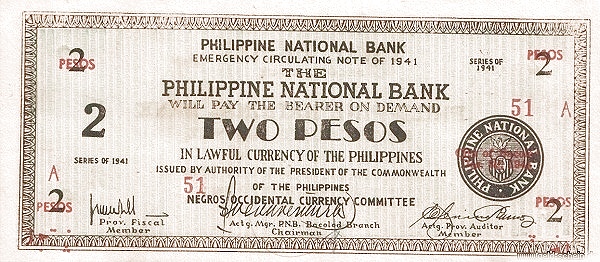 PHILIPPINE NATIONAL BANK
EMERGENCY CIRCULATING NOTE OF 1941
2 PESOS
SERIES OF 1941
2 PESOS
THE
PHILIPPINE NATIONAL BANK
WILL PAY THE BEARER ON DEMAND
51 A
2
TWO PESOS
PHILIPPINE NATIONAL BANK
IN LAWFUL CURRENCY OF THE PHILIPPINES
SERIES OF 1941
ISSUED BY AUTHORITY OF THE PRESIDENT OF THE COMMONWEALTH
A
51
OF THE PHILIPPINES
NEGROS OCCIDENTAL CURRENCY COMMITTEE
2 PESOS
2 PESOS
Prov. Fiscal
Member
Actg. Mgr. P.N.B. Bacolod Branch
Chairman
Actg. Prov. Auditor
Member